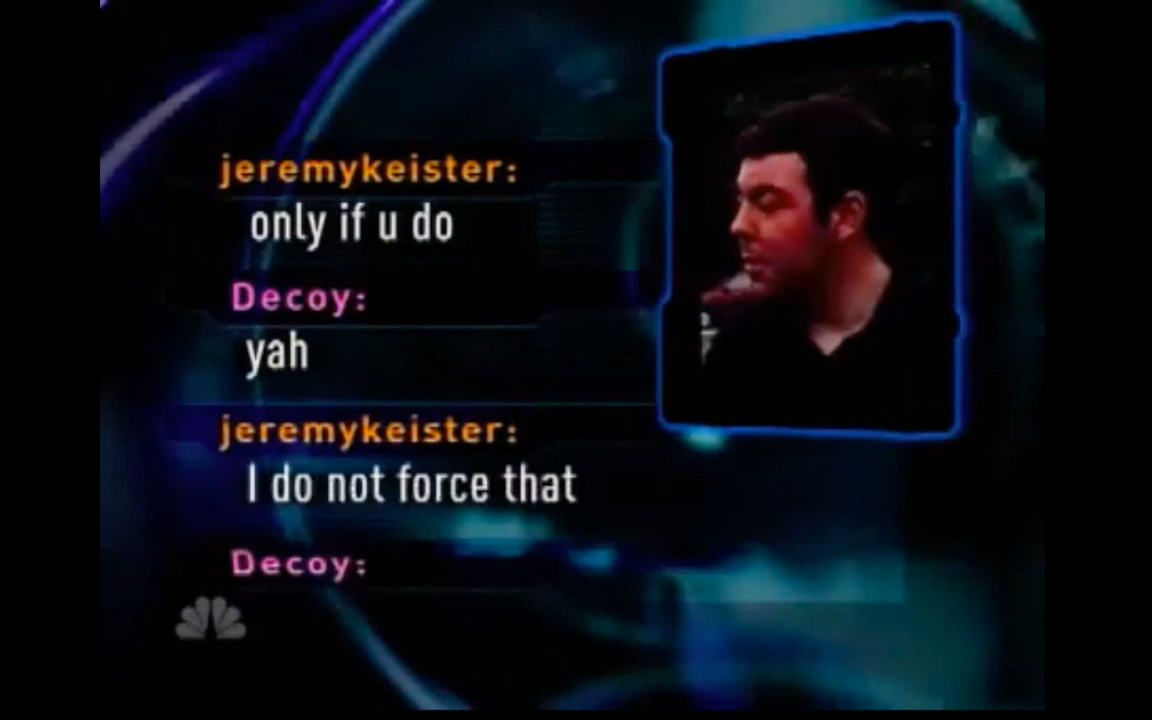 jeremykeister:
only if u do
Decoy:
yah
jeremykeister:
I do not force that
Decoy: